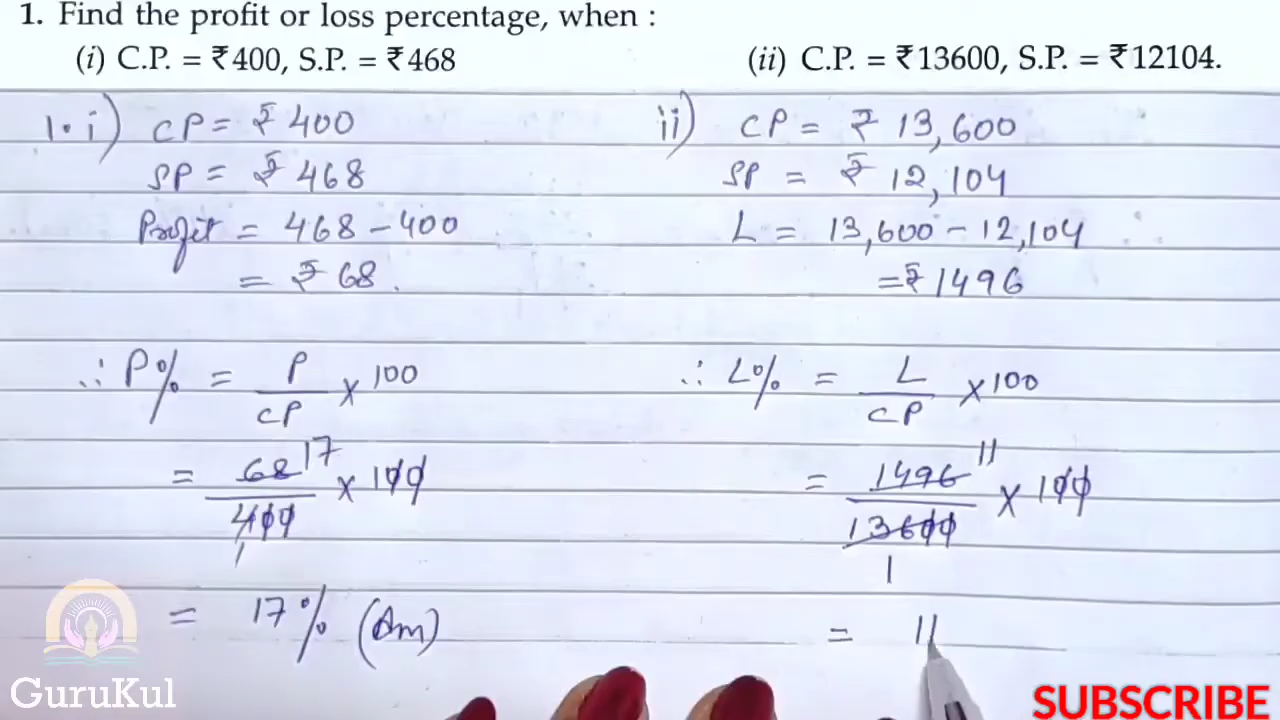 1. Find the profit or loss percentage, when :
(i) C.P. = ₹400, S.P. = ₹468
(ii) C.P. = ₹13600, S.P. = ₹12104.
1. i) CP = ₹ 400
SP = ₹ 468
Profit = 468 - 400
= ₹ 68.
∴ P% = P/CP × 100
= 68 17/400 1 × 100
= 17% (Ans)
ii) CP = ₹ 13,600
SP = ₹ 12,104
L = 13,600 - 12,104
= ₹ 1496
∴ L% = L/CP × 100
= 1496 11/13600 1 × 100
= 11
GuruKul
SUBSCRIBE